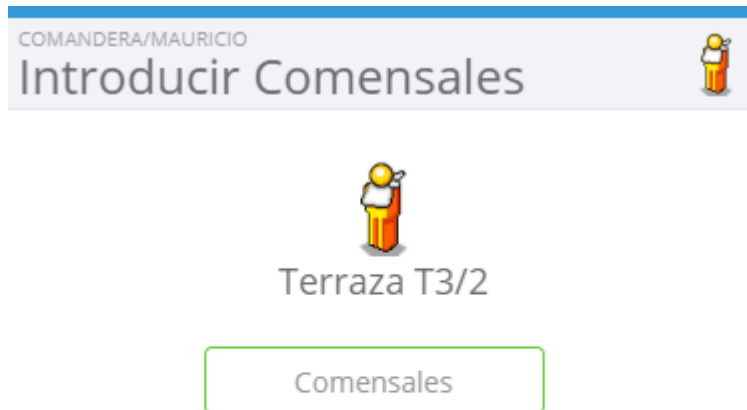 COMANDERA/MAURICIO
Introducir Comensales
Terraza T3/2
Comensales